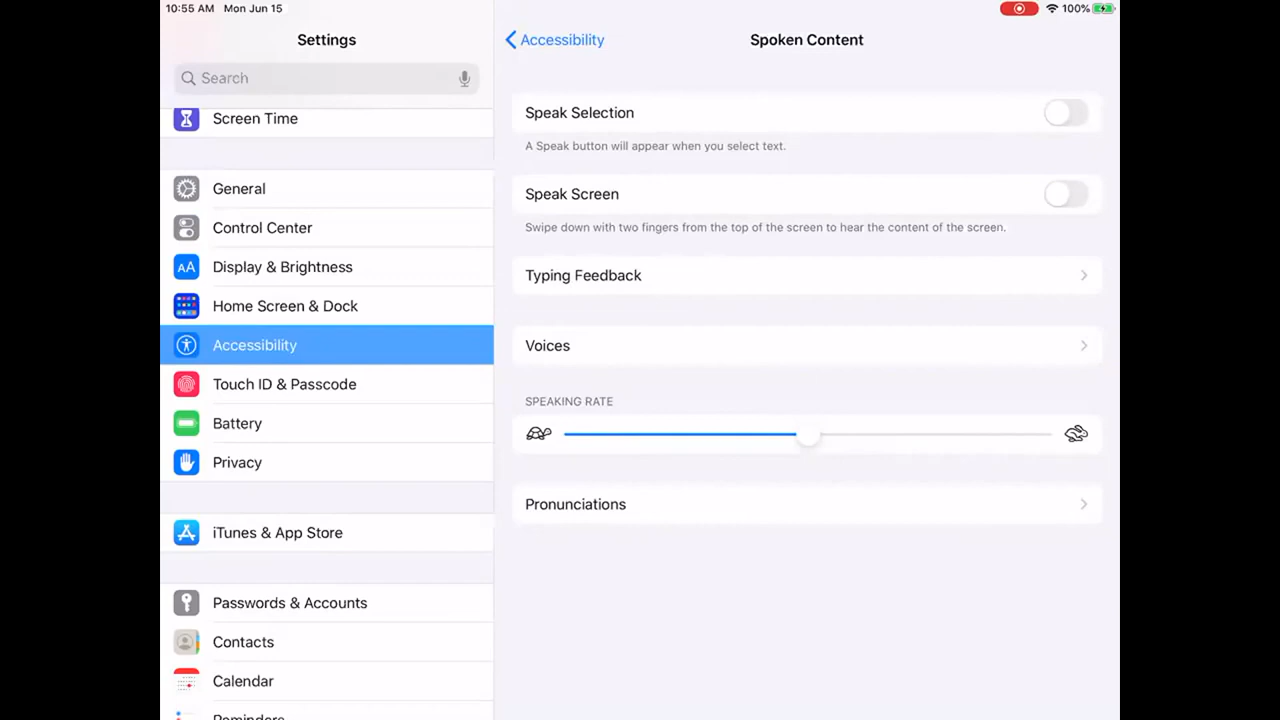 10:55 AM Mon Jun 15
100%
Settings
Search
Screen Time
General
Control Center
AA Display & Brightness
Home Screen & Dock
Accessibility
Touch ID & Passcode
Battery
Privacy
iTunes & App Store
Passwords & Accounts
Contacts
Calendar
Reminders
Accessibility
Spoken Content
Speak Selection
A Speak button will appear when you select text.
Speak Screen
Swipe down with two fingers from the top of the screen to hear the content of the screen.
Typing Feedback
Voices
SPEAKING RATE
Pronunciations